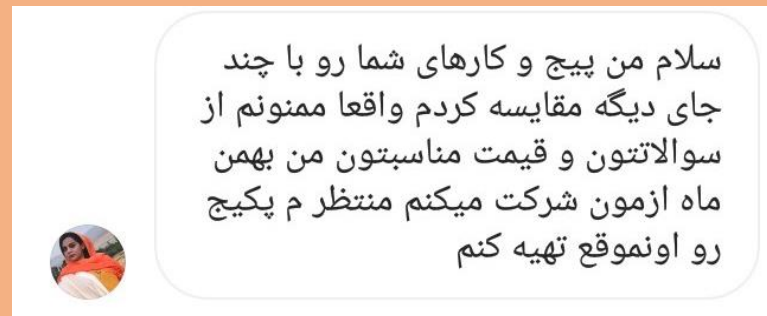 سلام من پیج و کارهای شما رو با چند
جای دیگه مقایسه کردم واقعا ممنونم از
سوالاتتون و قیمت مناسبتون من بهمن
ماه ازمون شرکت میکنم منتظر م پکیج
رو اونموقع تهیه کنم